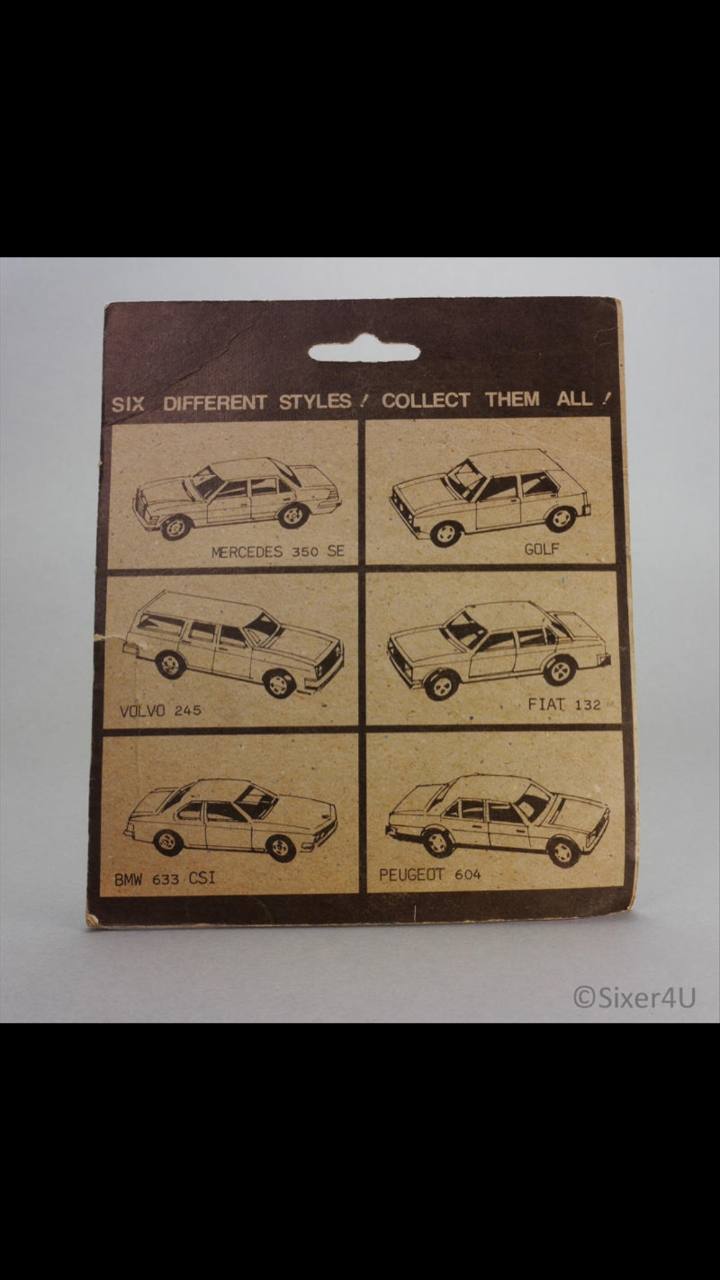 SIX DIFFERENT STYLES! COLLECT THEM ALL!
MERCEDES 350 SE
GOLF
VOLVO 245
FIAT 132
BMW 633 CSI
PEUGEOT 604
©Sixer4U